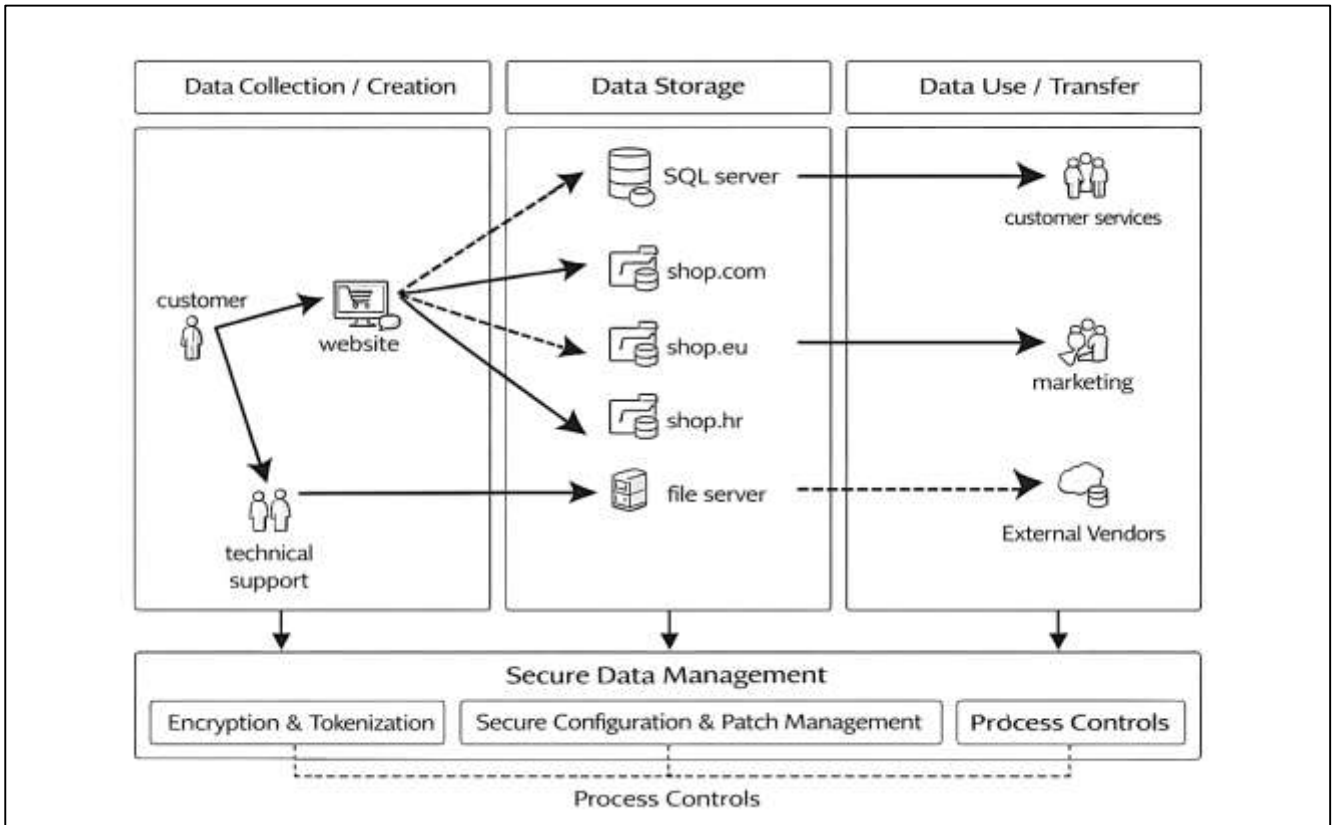 Data Collection / Creation
Data Storage
Data Use / Transfer
customer
website
technical
support
SQL server
shop.com
shop.eu
shop.hr
file server
customer services
marketing
External Vendors
Secure Data Management
Encryption & Tokenization
Secure Configuration & Patch Management
Process Controls
Process Controls